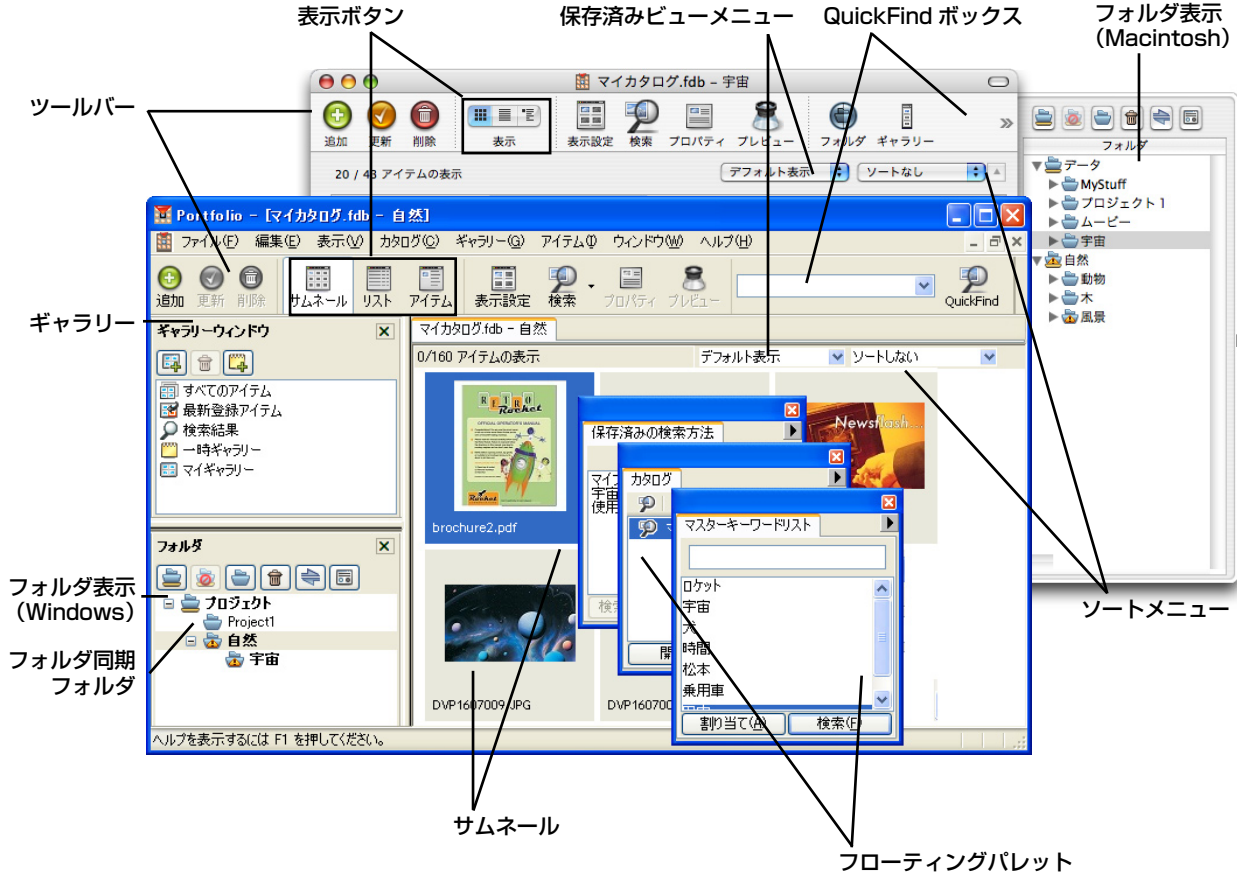 表示ボタン
保存済みビューメニュー
QuickFind ボックス
フォルダ表示
（Macintosh）
ツールバー
マイカタログ.fdb – 宇宙
追加 更新 削除 表示 表示設定 検索 プロパティ プレビュー フォルダ ギャラリー
20 / 43 アイテムの表示
デフォルト表示
ソートなし
フォルダ
データ
MyStuff
プロジェクト 1
ムービー
宇宙
自然
動物
木
風景
Portfolio - [マイカタログ.fdb - 自然]
ファイル(F) 編集(E) 表示(V) カタログ(C) ギャラリー(G) アイテム(I) ウィンドウ(W) ヘルプ(H)
追加 更新 削除 サムネール リスト アイテム 表示設定 検索 プロパティ プレビュー QuickFind
ギャラリー
ギャラリーウィンドウ
すべてのアイテム
最新登録アイテム
検索結果
一時ギャラリー
マイギャラリー
マイカタログ.fdb - 自然
0/160 アイテムの表示
デフォルト表示
ソートしない
RETRO
Rocket
OFFICIAL OPERATOR'S MANUAL
Rocket
brochure2.pdf
Newsflash....
保存済みの検索方法
宇宙
使用
カタログ
マスターキーワードリスト
ロケット
宇宙
犬
時間
松本
乗用車
割り当て(A)
検索(F)
DVP1607009.JPG
フォルダ
プロジェクト
Project1
自然
宇宙
フォルダ表示
（Windows）
フォルダ同期
フォルダ
ソートメニュー
ヘルプを表示するには F1 を押してください。
サムネール
フローティングパレット